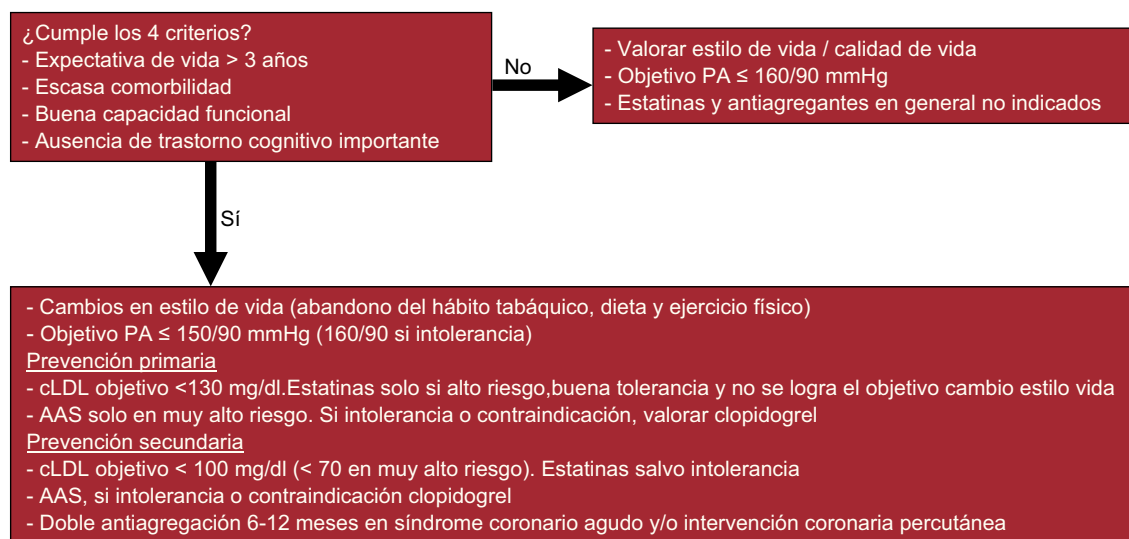 ¿Cumple los 4 criterios?
- Expectativa de vida > 3 años
- Escasa comorbilidad
- Buena capacidad funcional
- Ausencia de trastorno cognitivo importante
No
- Valorar estilo de vida / calidad de vida
- Objetivo PA ≤ 160/90 mmHg
- Estatinas y antiagregantes en general no indicados
Sí
- Cambios en estilo de vida (abandono del hábito tabáquico, dieta y ejercicio físico)
- Objetivo PA ≤ 150/90 mmHg (160/90 si intolerancia)
Prevención primaria
- cLDL objetivo <130 mg/dl.Estatinas solo si alto riesgo,buena tolerancia y no se logra el objetivo cambio estilo vida
- AAS solo en muy alto riesgo. Si intolerancia o contraindicación, valorar clopidogrel
Prevención secundaria
- cLDL objetivo < 100 mg/dl (< 70 en muy alto riesgo). Estatinas salvo intolerancia
- AAS, si intolerancia o contraindicación clopidogrel
- Doble antiagregación 6-12 meses en síndrome coronario agudo y/o intervención coronaria percutánea